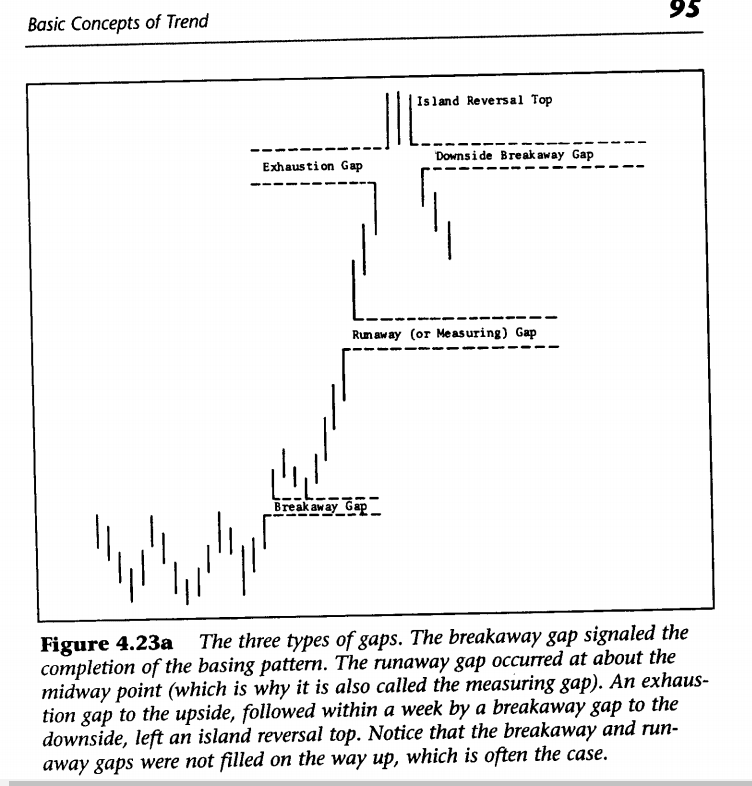 Basic Concepts of Trend 95
Island Reversal Top
Downside Breakaway Gap
Exhaustion Gap
Runaway (or Measuring) Gap
Breakaway Gap
Figure 4.23a The three types of gaps. The breakaway gap signaled the
completion of the basing pattern. The runaway gap occurred at about the
midway point (which is why it is also called the measuring gap). An exhaus-
tion gap to the upside, followed within a week by a breakaway gap to the
downside, left an island reversal top. Notice that the breakaway and run-
away gaps were not filled on the way up, which is often the case.